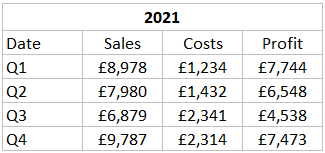 2021
Date Sales Costs Profit
Q1 £8,978 £1,234 £7,744
Q2 £7,980 £1,432 £6,548
Q3 £6,879 £2,341 £4,538
Q4 £9,787 £2,314 £7,473